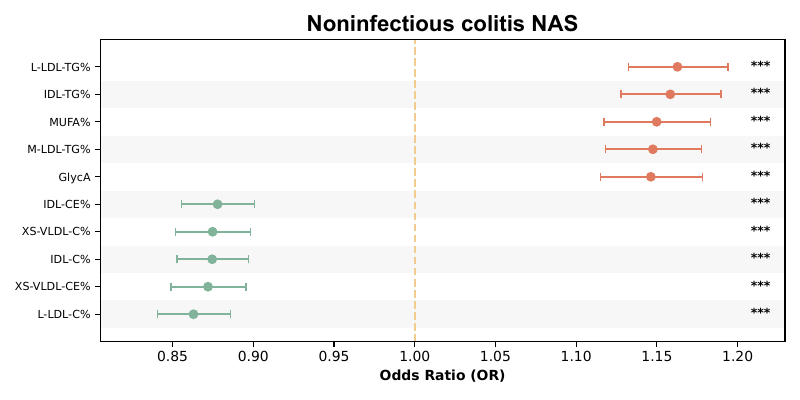 Noninfectious colitis NAS
L-LDL-TG% ***
IDL-TG% ***
MUFA% ***
M-LDL-TG% ***
GlycA ***
IDL-CE% ***
XS-VLDL-C% ***
IDL-C% ***
XS-VLDL-CE% ***
L-LDL-C% ***
0.85 0.90 0.95 1.00 1.05 1.10 1.15 1.20
Odds Ratio (OR)